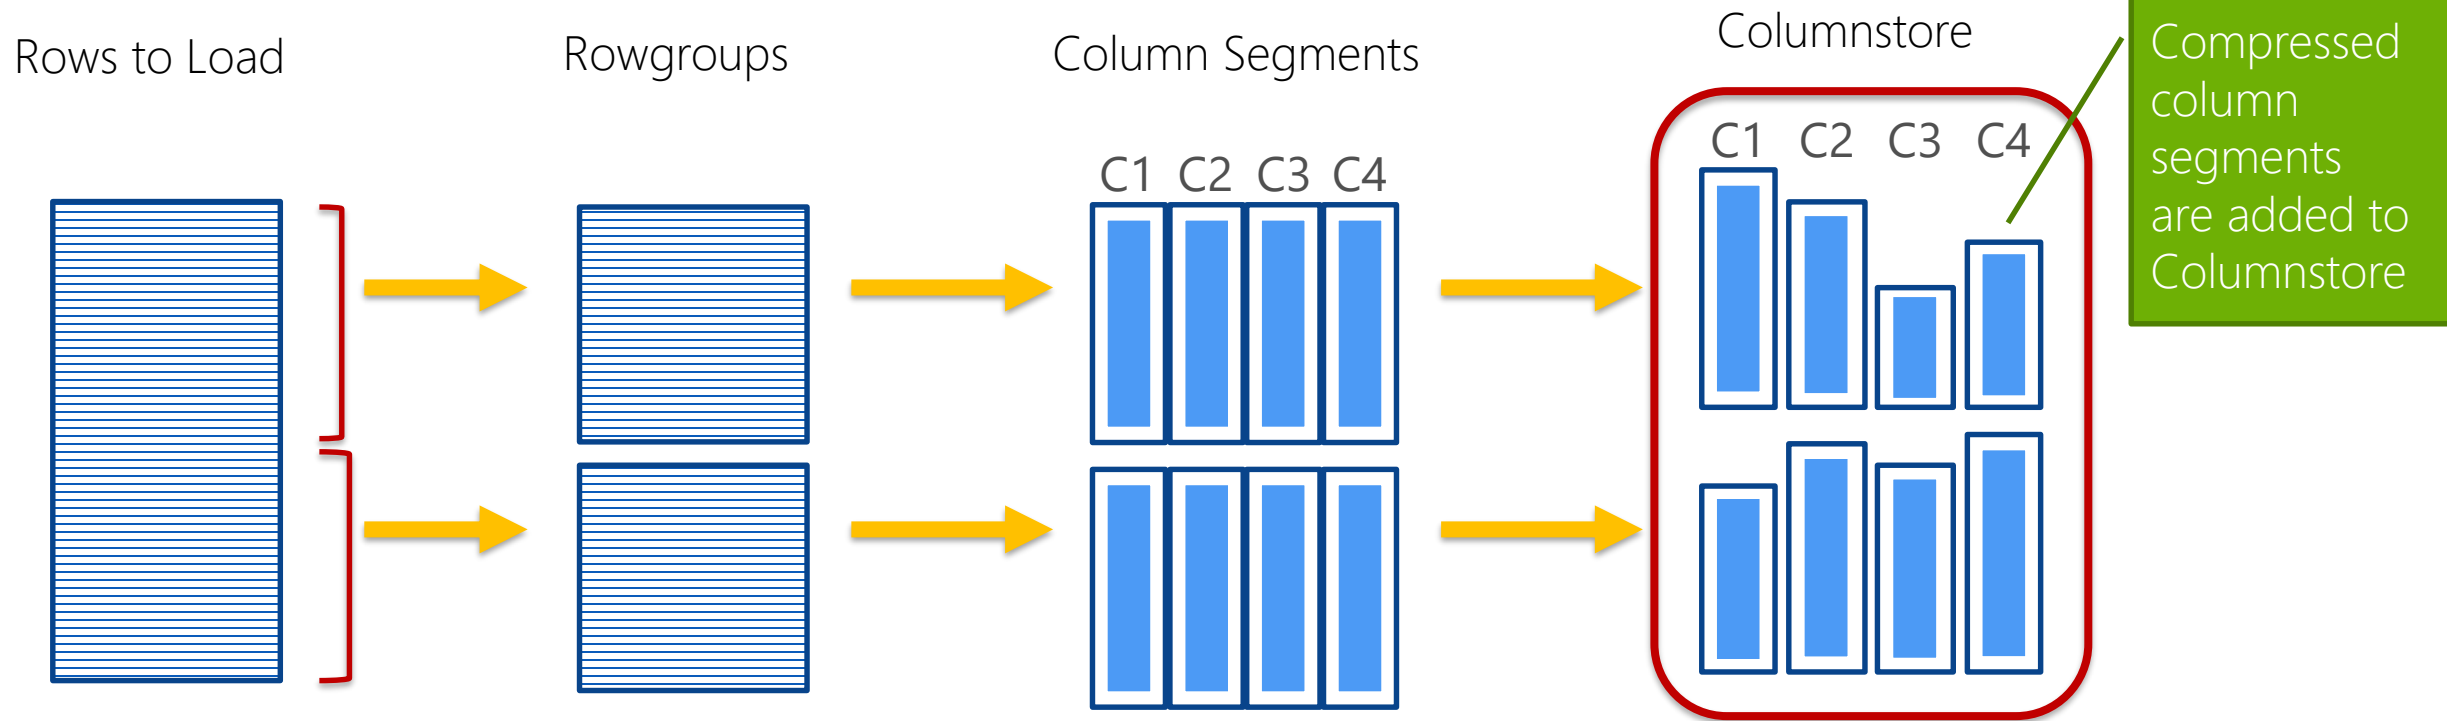 Rows to Load
Rowgroups
Column Segments
Columnstore
C1 C2 C3 C4
C1 C2 C3 C4
Compressed
column
segments
are added to
Columnstore